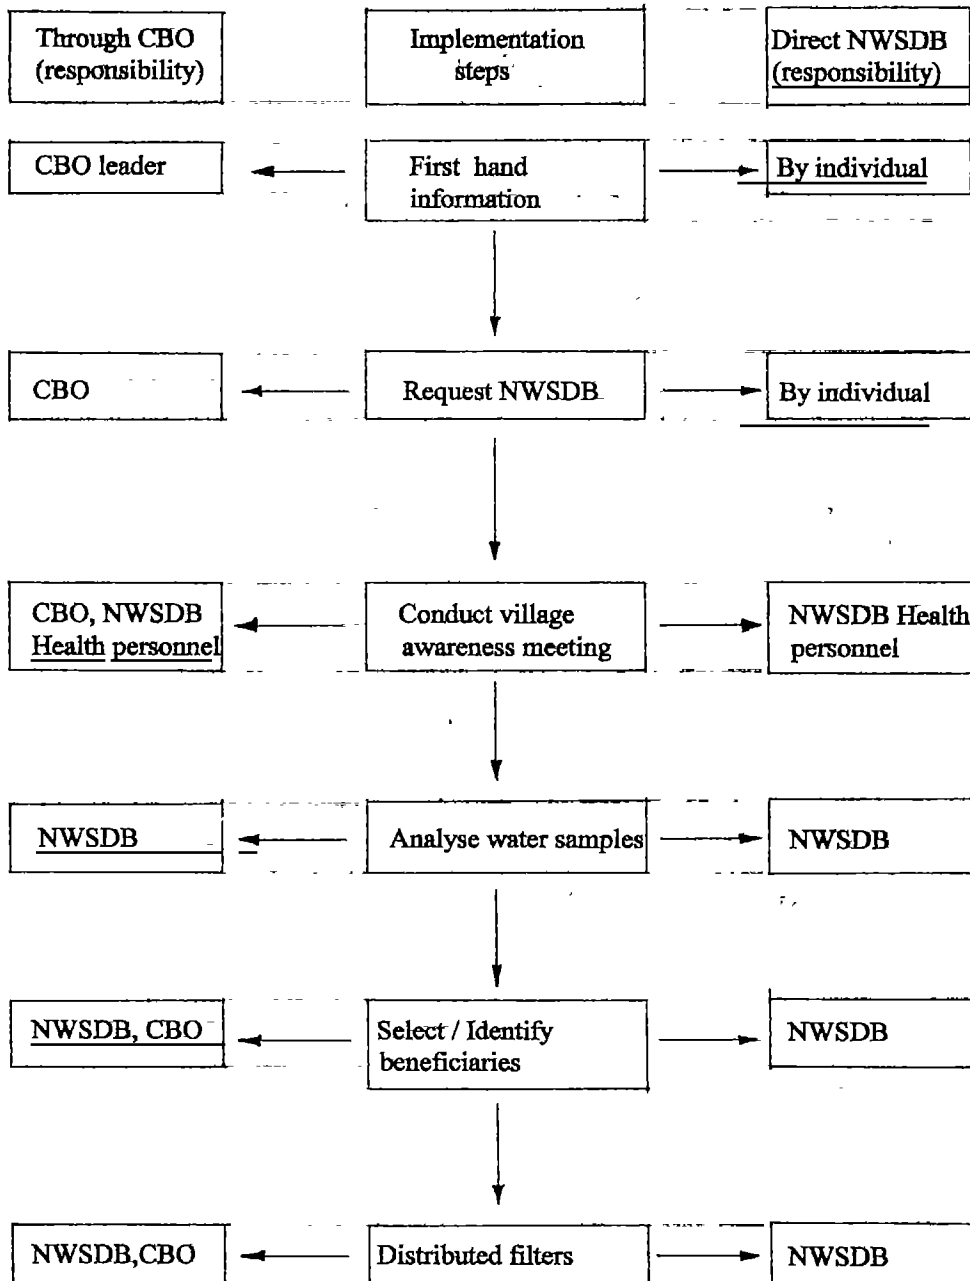 Through CBO
(responsibility)
Implementation
steps
Direct NWSDB
(responsibility)
CBO leader
First hand
information
By individual
CBO
Request NWSDB
By individual
CBO, NWSDB
Health personnel
Conduct village
awareness meeting
NWSDB Health
personnel
NWSDB
Analyse water samples
NWSDB
NWSDB, CBO
Select / Identify
beneficiaries
NWSDB
NWSDB,CBO
Distributed filters
NWSDB